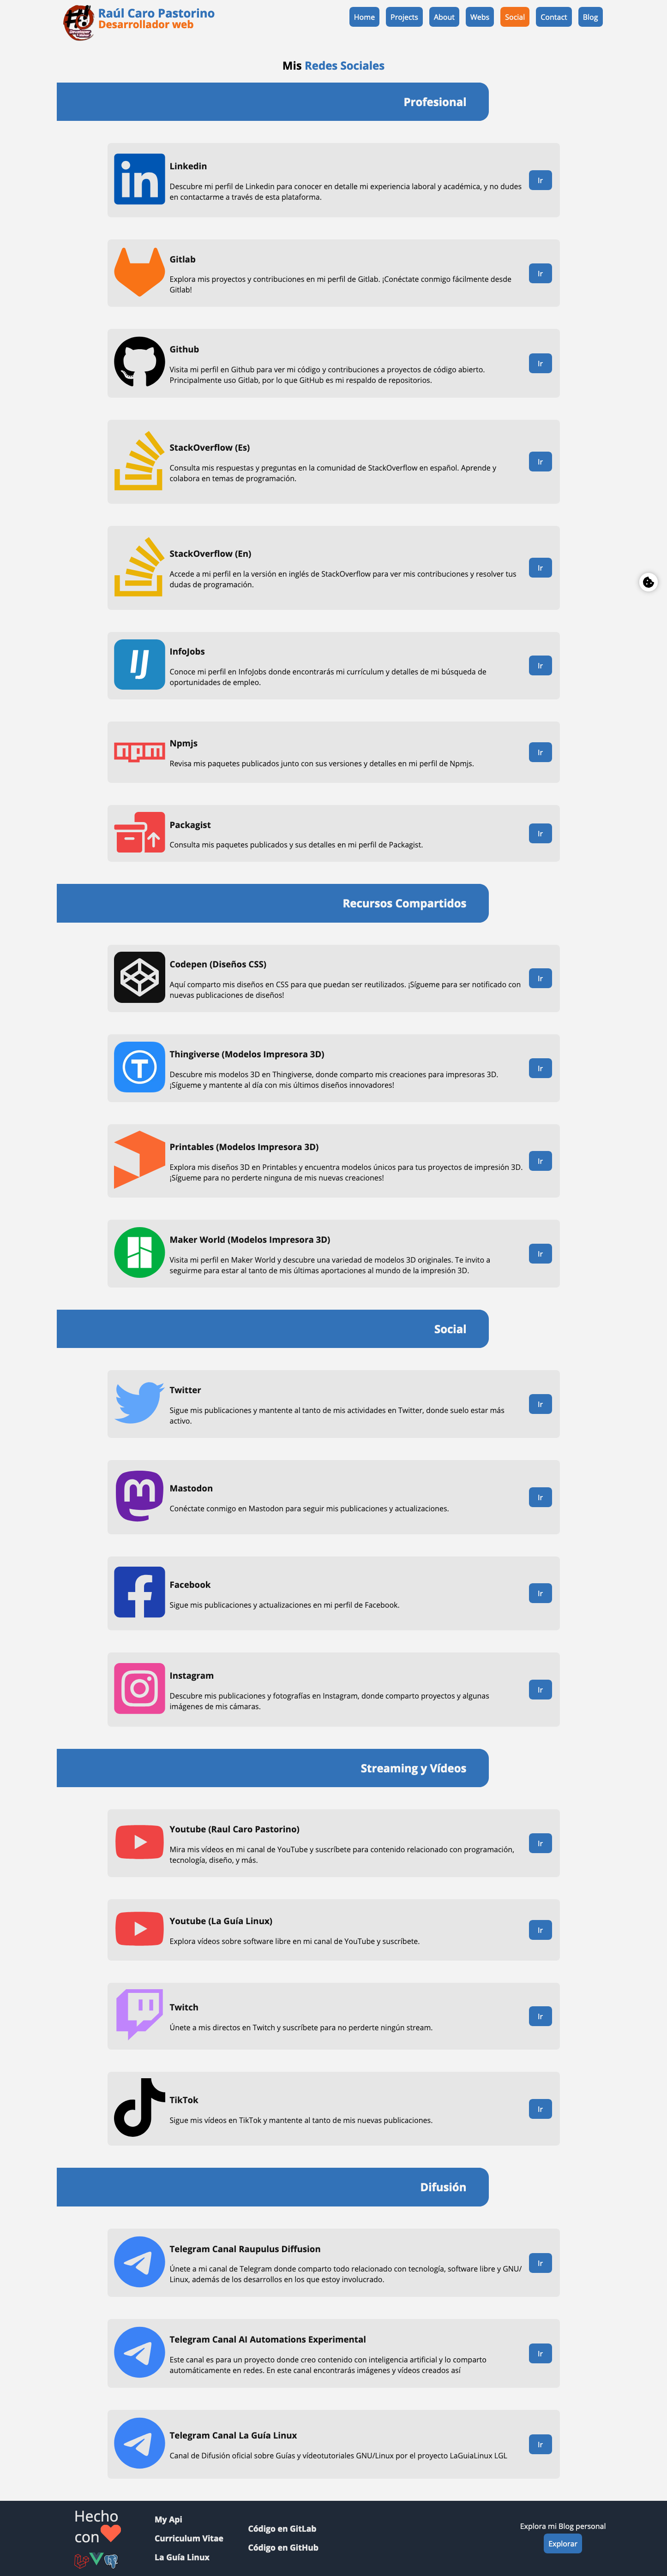 Raúl Caro Pastorino
Desarrollador web
Home Projects About Webs Social Contact Blog
Mis Redes Sociales
Profesional
Linkedin
Descubre mi perfil de Linkedin para conocer en detalle mi experiencia laboral y académica, y no dudes
en contactarme a través de esta plataforma.
Ir
Gitlab
Explora mis proyectos y contribuciones en mi perfil de Gitlab. ¡Conéctate conmigo fácilmente desde
Gitlab!
Ir
Github
Visita mi perfil en Github para ver mi código y contribuciones a proyectos de código abierto.
Principalmente uso Gitlab, por lo que GitHub es mi respaldo de repositorios.
Ir
StackOverflow (Es)
Consulta mis respuestas y preguntas en la comunidad de StackOverflow en español. Aprende y
colabora en temas de programación.
Ir
StackOverflow (En)
Accede a mi perfil en la versión en inglés de StackOverflow para ver mis contribuciones y resolver tus
dudas de programación.
Ir
InfoJobs
Conoce mi perfil en InfoJobs donde encontrarás mi currículum y detalles de mi búsqueda de
oportunidades de empleo.
Ir
Npmjs
Revisa mis paquetes publicados junto con sus versiones y detalles en mi perfil de Npmjs.
Ir
Packagist
Consulta mis paquetes publicados y sus detalles en mi perfil de Packagist.
Ir
Recursos Compartidos
Codepen (Diseños CSS)
Aquí comparto mis diseños en CSS para que puedan ser reutilizados. ¡Sígueme para ser notificado con
nuevas publicaciones de diseños!
Ir
Thingiverse (Modelos Impresora 3D)
Descubre mis modelos 3D en Thingiverse, donde comparto mis creaciones para impresoras 3D.
¡Sígueme y mantente al día con mis últimos diseños innovadores!
Ir
Printables (Modelos Impresora 3D)
Explora mis diseños 3D en Printables y encuentra modelos únicos para tus proyectos de impresión 3D.
¡Sígueme para no perderte ninguna de mis nuevas creaciones!
Ir
Maker World (Modelos Impresora 3D)
Visita mi perfil en Maker World y descubre una variedad de modelos 3D originales. Te invito a
seguirme para estar al tanto de mis últimas aportaciones al mundo de la impresión 3D.
Ir
Social
Twitter
Sigue mis publicaciones y mantente al tanto de mis actividades en Twitter, donde suelo estar más
activo.
Ir
Mastodon
Conéctate conmigo en Mastodon para seguir mis publicaciones y actualizaciones.
Ir
Facebook
Sigue mis publicaciones y actualizaciones en mi perfil de Facebook.
Ir
Instagram
Descubre mis publicaciones y fotografías en Instagram, donde comparto proyectos y algunas
imágenes de mis cámaras.
Ir
Streaming y Vídeos
Youtube (Raul Caro Pastorino)
Mira mis vídeos en mi canal de YouTube y suscríbete para contenido relacionado con programación,
tecnología, diseño, y más.
Ir
Youtube (La Guía Linux)
Explora vídeos sobre software libre en mi canal de YouTube y suscríbete.
Ir
Twitch
Únete a mis directos en Twitch y suscríbete para no perderte ningún stream.
Ir
TikTok
Sigue mis vídeos en TikTok y mantente al tanto de mis nuevas publicaciones.
Ir
Difusión
Telegram Canal Raupulus Diffusion
Únete a mi canal de Telegram donde comparto todo relacionado con tecnología, software libre y GNU/
Linux, además de los desarrollos en los que estoy involucrado.
Ir
Telegram Canal AI Automations Experimental
Este canal es para un proyecto donde creo contenido con inteligencia artificial y lo comparto
automáticamente en redes. En este canal encontrarás imágenes y vídeos creados así
Ir
Telegram Canal La Guía Linux
Canal de Difusión oficial sobre Guías y vídeotutoriales GNU/Linux por el proyecto LaGuiaLinux LGL
Ir
Hecho
con
My Api
Curriculum Vitae
La Guía Linux
Código en GitLab
Código en GitHub
Explora mi Blog personal
Explorar